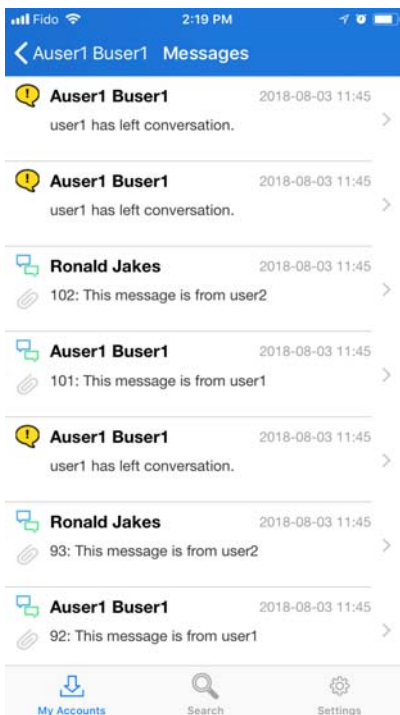 Fido 2:19 PM
Auser1 Buser1 Messages
Auser1 Buser1 2018-08-03 11:45
user1 has left conversation.
Auser1 Buser1 2018-08-03 11:45
user1 has left conversation.
Ronald Jakes 2018-08-03 11:45
102: This message is from user2
Auser1 Buser1 2018-08-03 11:45
101: This message is from user1
Auser1 Buser1 2018-08-03 11:45
user1 has left conversation.
Ronald Jakes 2018-08-03 11:45
93: This message is from user2
Auser1 Buser1 2018-08-03 11:45
92: This message is from user1
My Accounts Search Settings